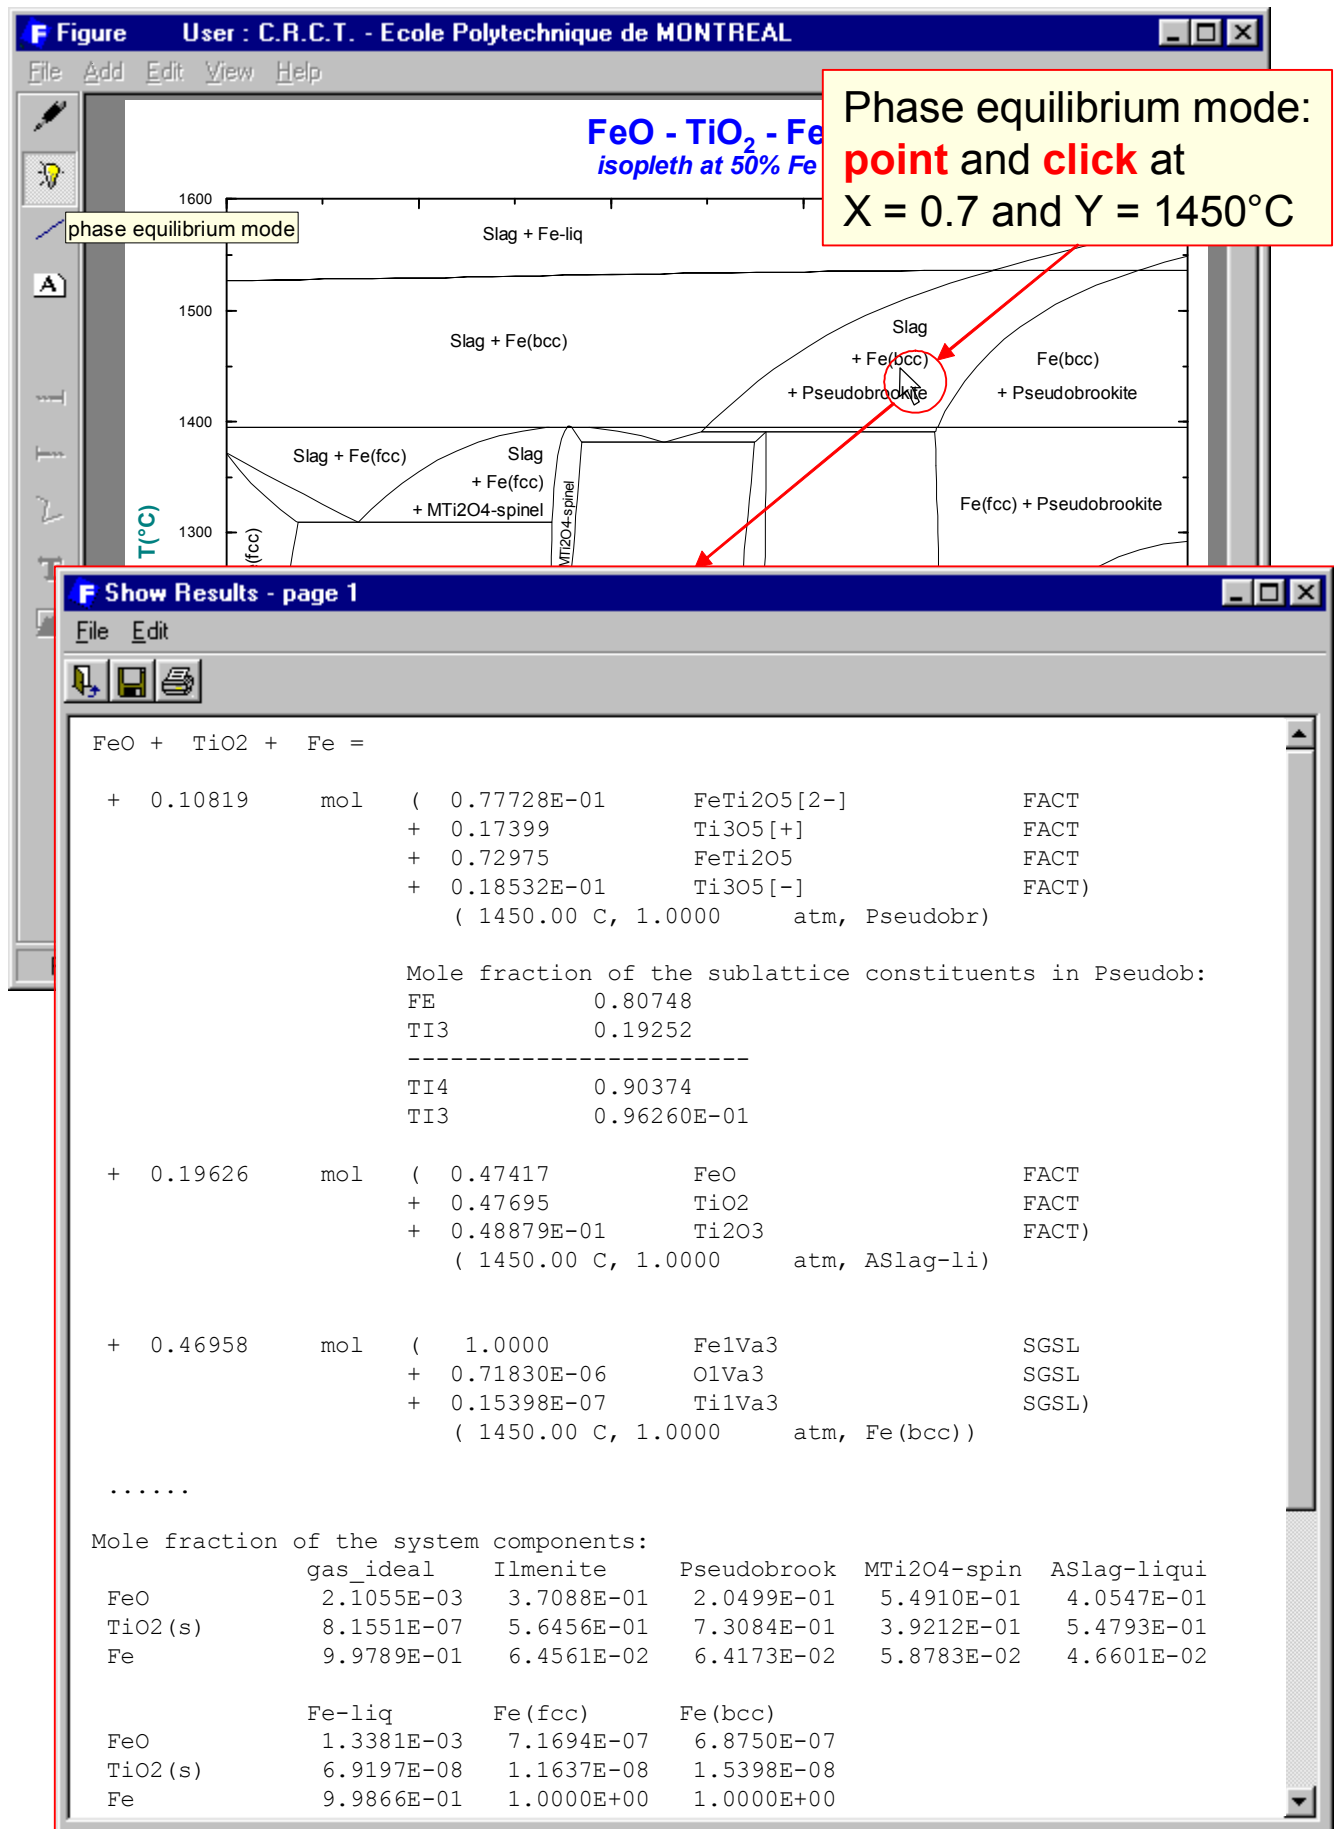 Figure User : C.R.C.T. - Ecole Polytechnique de MONTREAL
File Add Edit View Help
Phase equilibrium mode:
point and click at
X = 0.7 and Y = 1450°C
FeO - TiO2 - Fe
isopleth at 50% Fe
phase equilibrium mode
1600
1500
1400
1300
T(°C)
Slag + Fe-liq
Slag + Fe(bcc)
Slag
+ Fe(bcc)
+ Pseudobrookite
Fe(bcc)
+ Pseudobrookite
Slag + Fe(fcc)
Slag
+ Fe(fcc)
+ MTi2O4-spinel
MTi2O4-spinel
Fe(fcc) + Pseudobrookite
(fcc)
Show Results - page 1
File Edit
FeO + TiO2 + Fe =
+ 0.10819 mol ( 0.77728E-01 FeTi2O5[2-] FACT
+ 0.17399 Ti3O5[+] FACT
+ 0.72975 FeTi2O5 FACT
+ 0.18532E-01 Ti3O5[-] FACT)
( 1450.00 C, 1.0000 atm, Pseudobr)
Mole fraction of the sublattice constituents in Pseudob:
FE 0.80748
TI3 0.19252
------------------------
TI4 0.90374
TI3 0.96260E-01
+ 0.19626 mol ( 0.47417 FeO FACT
+ 0.47695 TiO2 FACT
+ 0.48879E-01 Ti2O3 FACT)
( 1450.00 C, 1.0000 atm, ASlag-li)
+ 0.46958 mol ( 1.0000 Fe1Va3 SGSL
+ 0.71830E-06 O1Va3 SGSL
+ 0.15398E-07 Ti1Va3 SGSL)
( 1450.00 C, 1.0000 atm, Fe(bcc))
......
Mole fraction of the system components:
gas_ideal Ilmenite Pseudobrook MTi2O4-spin ASlag-liqui
FeO 2.1055E-03 3.7088E-01 2.0499E-01 5.4910E-01 4.0547E-01
TiO2(s) 8.1551E-07 5.6456E-01 7.3084E-01 3.9212E-01 5.4793E-01
Fe 9.9789E-01 6.4561E-02 6.4173E-02 5.8783E-02 4.6601E-02
Fe-liq Fe(fcc) Fe(bcc)
FeO 1.3381E-03 7.1694E-07 6.8750E-07
TiO2(s) 6.9197E-08 1.1637E-08 1.5398E-08
Fe 9.9866E-01 1.0000E+00 1.0000E+00